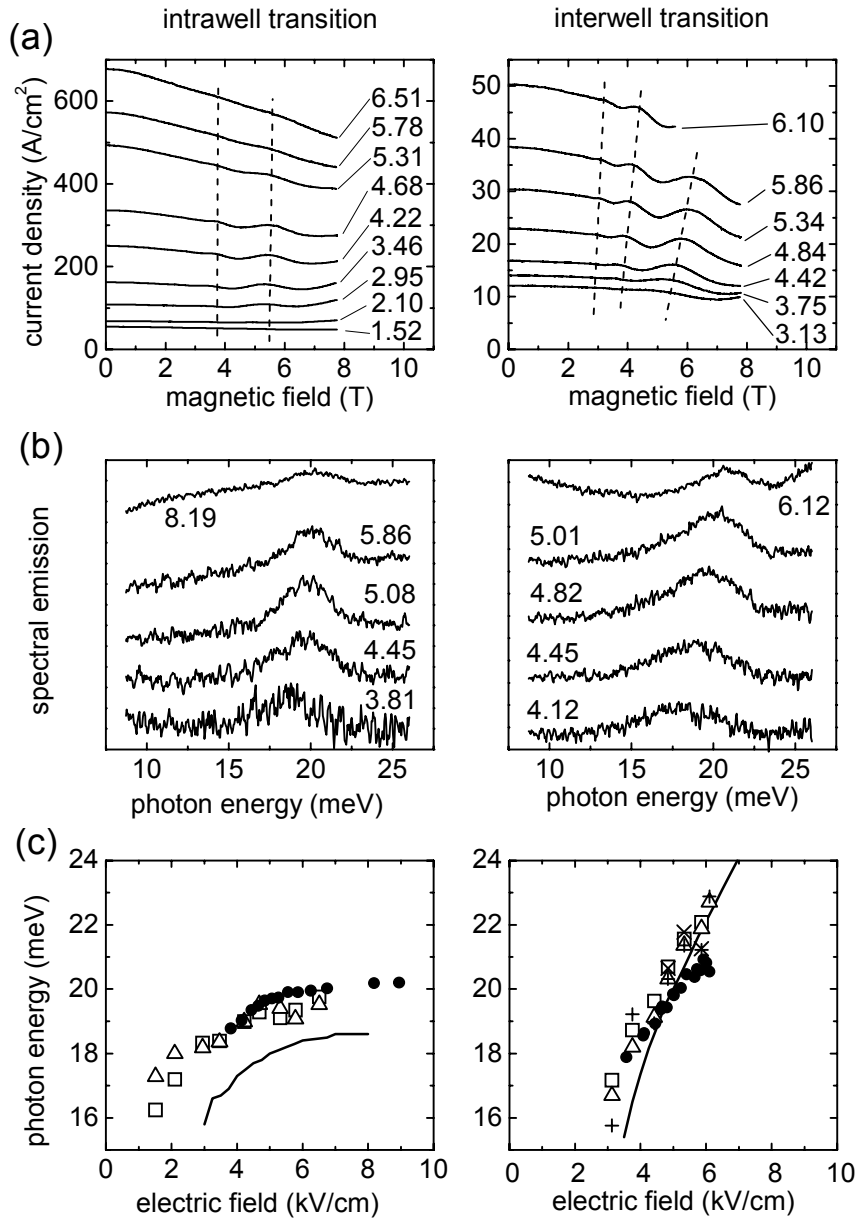 intrawell transition
interwell transition
(a)
current density (A/cm²)
600
400
200
0
6.51
5.78
5.31
4.68
4.22
3.46
2.95
2.10
1.52
0 2 4 6 8 10
magnetic field (T)
50
40
30
20
10
0
6.10
5.86
5.34
4.84
4.42
3.75
3.13
0 2 4 6 8 10
magnetic field (T)
(b)
spectral emission
8.19
5.86
5.08
4.45
3.81
10 15 20 25
photon energy (meV)
6.12
5.01
4.82
4.45
4.12
10 15 20 25
photon energy (meV)
(c)
photon energy (meV)
24
22
20
18
16
0 2 4 6 8 10
electric field (kV/cm)
24
22
20
18
16
0 2 4 6 8 10
electric field (kV/cm)